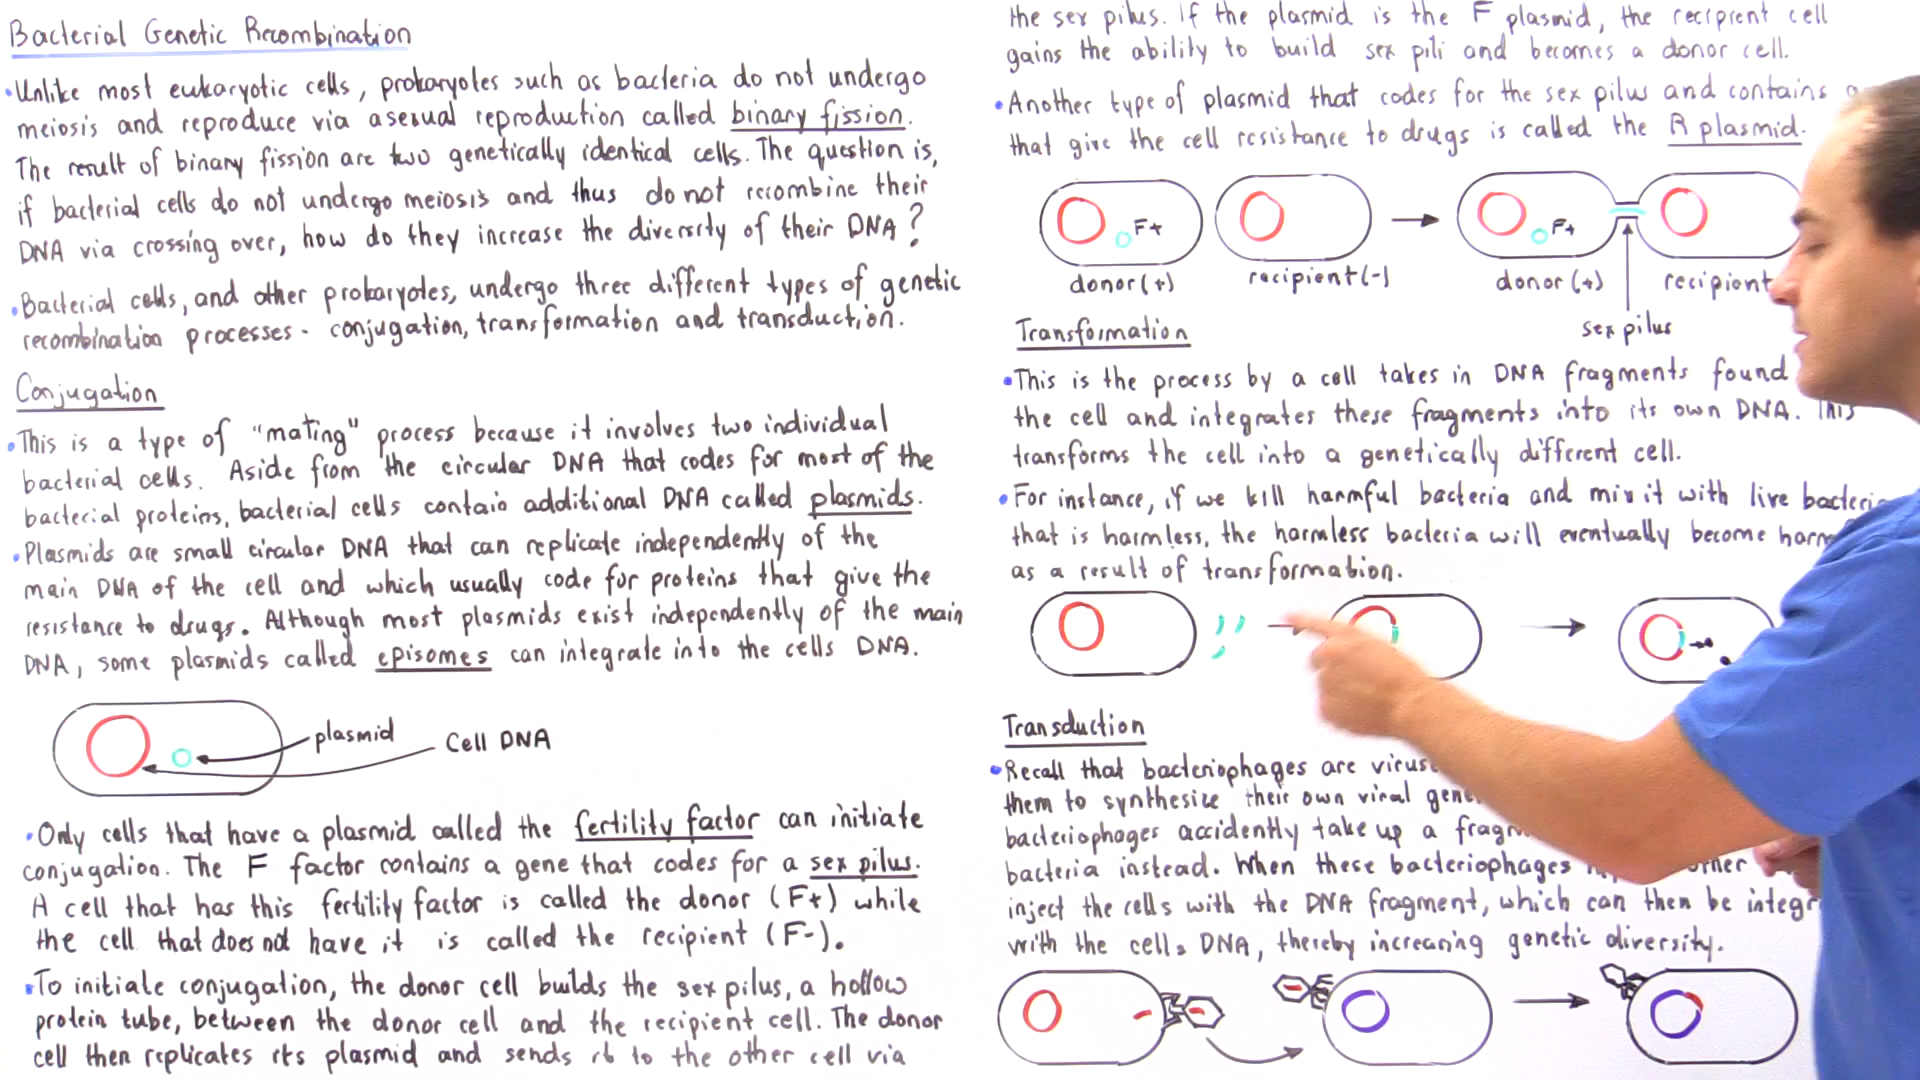 Bacterial Genetic Recombination
•Unlike most eukaryotic cells, prokaryotes such as bacteria do not undergo
meiosis and reproduce via asexual reproduction called binary fission.
The result of binary fission are two genetically identical cells. The question is,
if bacterial cells do not undergo meiosis and thus do not recombine their
DNA via crossing over, how do they increase the diversity of their DNA?
•Bacterial cells, and other prokaryotes, undergo three different types of genetic
recombination processes - conjugation, transformation and transduction.
Conjugation
•This is a type of "mating" process because it involves two individual
bacterial cells. Aside from the circular DNA that codes for most of the
bacterial proteins, bacterial cells contain additional DNA called plasmids.
•Plasmids are small circular DNA that can replicate independently of the
main DNA of the cell and which usually code for proteins that give the
resistance to drugs. Although most plasmids exist independently of the main
DNA, some plasmids called episomes can integrate into the cells DNA.
plasmid
Cell DNA
•Only cells that have a plasmid called the fertility factor can initiate
conjugation. The F factor contains a gene that codes for a sex pilus.
A cell that has this fertility factor is called the donor (F+) while
the cell that does not have it is called the recipient (F-).
•To initiate conjugation, the donor cell builds the sex pilus, a hollow
protein tube, between the donor cell and the recipient cell. The donor
cell then replicates its plasmid and sends it to the other cell via
the sex pilus. If the plasmid is the F plasmid, the recipient cell
gains the ability to build sex pili and becomes a donor cell.
•Another type of plasmid that codes for the sex pilus and contains
that give the cell resistance to drugs is called the R plasmid.
F+ F+
donor(+) recipient(-) donor(+) recipient
sex pilus
Transformation
•This is the process by a cell takes in DNA fragments found
the cell and integrates these fragments into its own DNA. This
transforms the cell into a genetically different cell.
•For instance, if we kill harmful bacteria and mix it with live bacteri
that is harmless, the harmless bacteria will eventually become harm
as a result of transformation.
Transduction
•Recall that bacteriophages are virus
them to synthesize their own viral gene
bacteriophages accidently take up a fragm
bacteria instead. When these bacteriophages
inject the cells with the DNA fragment, which can then be integr
with the cells DNA, thereby increasing genetic diversity.